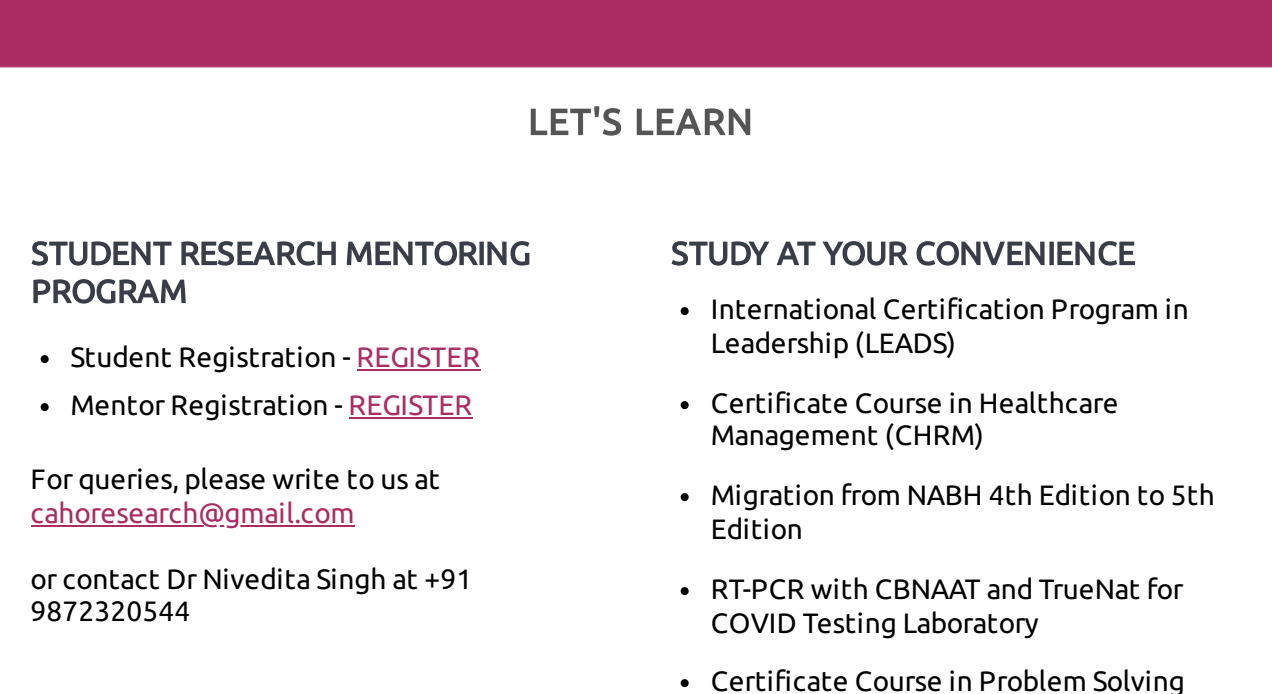 LET'S LEARN
STUDENT RESEARCH MENTORING
PROGRAM
• Student Registration - REGISTER
• Mentor Registration - REGISTER
For queries, please write to us at
cahoresearch@gmail.com
or contact Dr Nivedita Singh at +91
9872320544
STUDY AT YOUR CONVENIENCE
• International Certification Program in
Leadership (LEADS)
• Certificate Course in Healthcare
Management (CHRM)
• Migration from NABH 4th Edition to 5th
Edition
• RT-PCR with CBNAAT and TrueNat for
COVID Testing Laboratory
• Certificate Course in Problem Solving